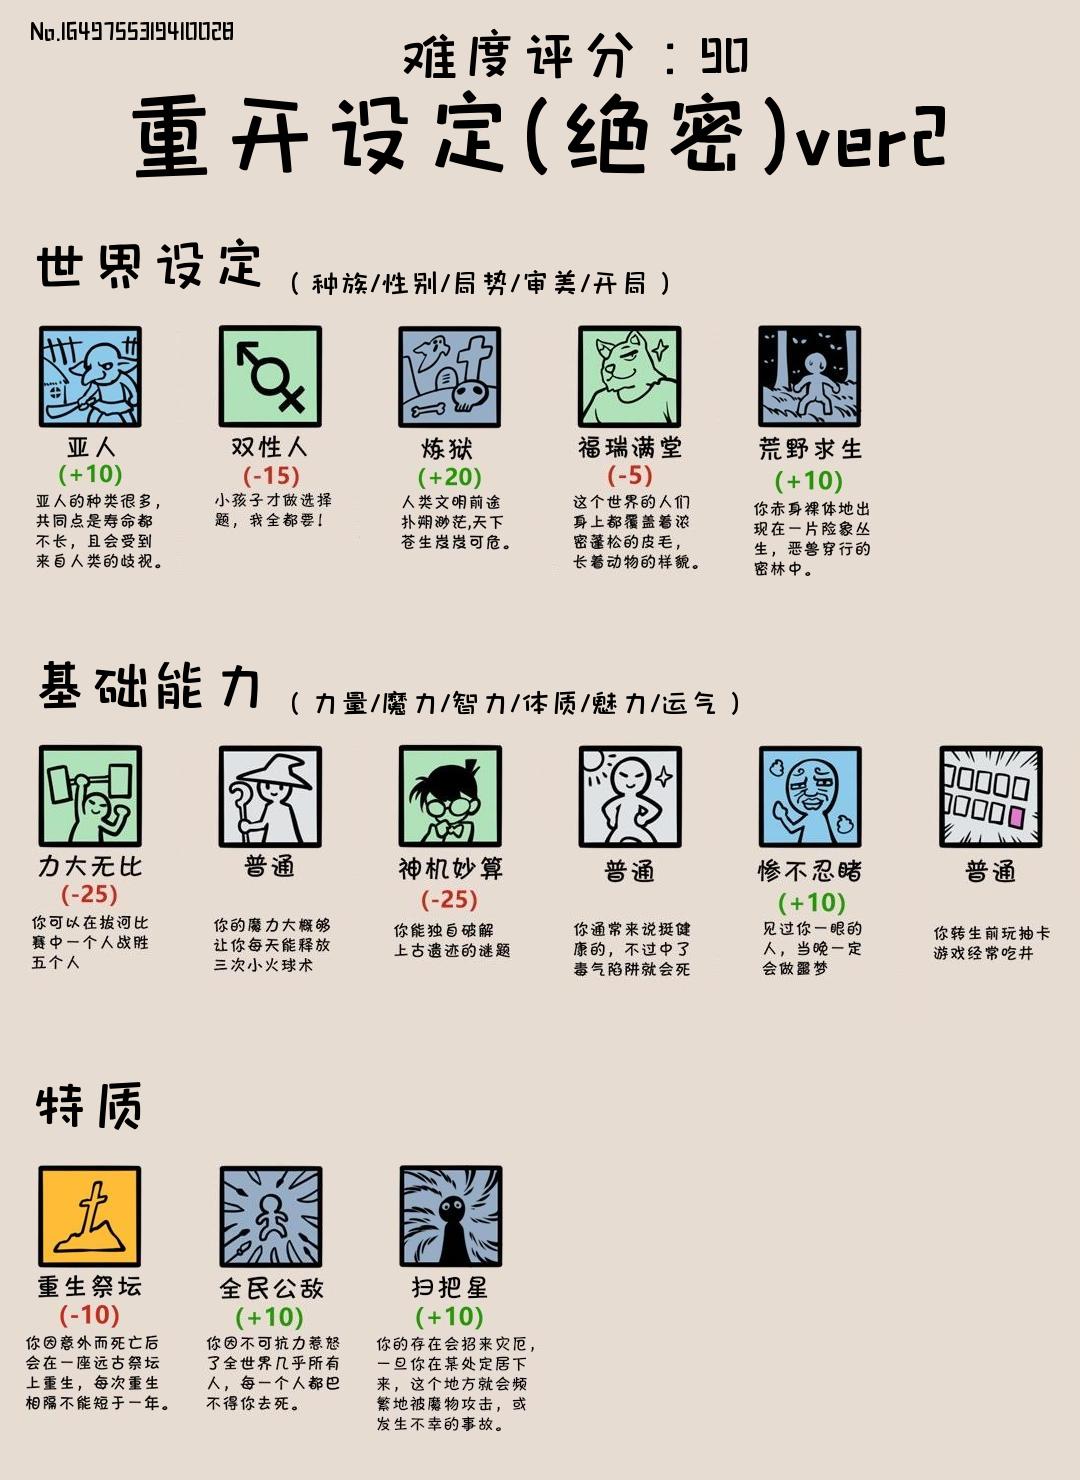 No.1649755319410028
难度评分：90
重开设定(绝密)ver2
世界设定（种族/性别/局势/审美/开局）
亚人
(+10)
亚人的种类很多，
共同点是寿命都
不长，且会受到
来自人类的歧视。
双性人
(-15)
小孩子才做选择
题，我全都要！
炼狱
(+20)
人类文明前途
扑朔渺茫,天下
苍生岌岌可危。
福瑞满堂
(-5)
这个世界的人们
身上都覆盖着浓
密蓬松的皮毛，
长着动物的样貌。
荒野求生
(+10)
你赤身裸体地出
现在一片险象丛
生，恶兽穿行的
密林中。
基础能力（力量/魔力/智力/体质/魅力/运气）
力大无比
(-25)
你可以在拔河比
赛中一个人战胜
五个人
普通
你的魔力大概够
让你每天能释放
三次小火球术
神机妙算
(-25)
你能独自破解
上古遗迹的谜题
普通
你通常来说挺健
康的，不过中了
毒气陷阱就会死
惨不忍睹
(+10)
见过你一眼的
人，当晚一定
会做噩梦
普通
你转生前玩抽卡
游戏经常吃井
特质
重生祭坛
(-10)
你因意外而死亡后
会在一座远古祭坛
上重生，每次重生
相隔不能短于一年。
全民公敌
(+10)
你因不可抗力惹怒
了全世界几乎所有
人，每一个人都巴
不得你去死。
扫把星
(+10)
你的存在会招来灾厄，
一旦你在某处定居下
来，这个地方就会频
繁地被魔物攻击，或
发生不幸的事故。